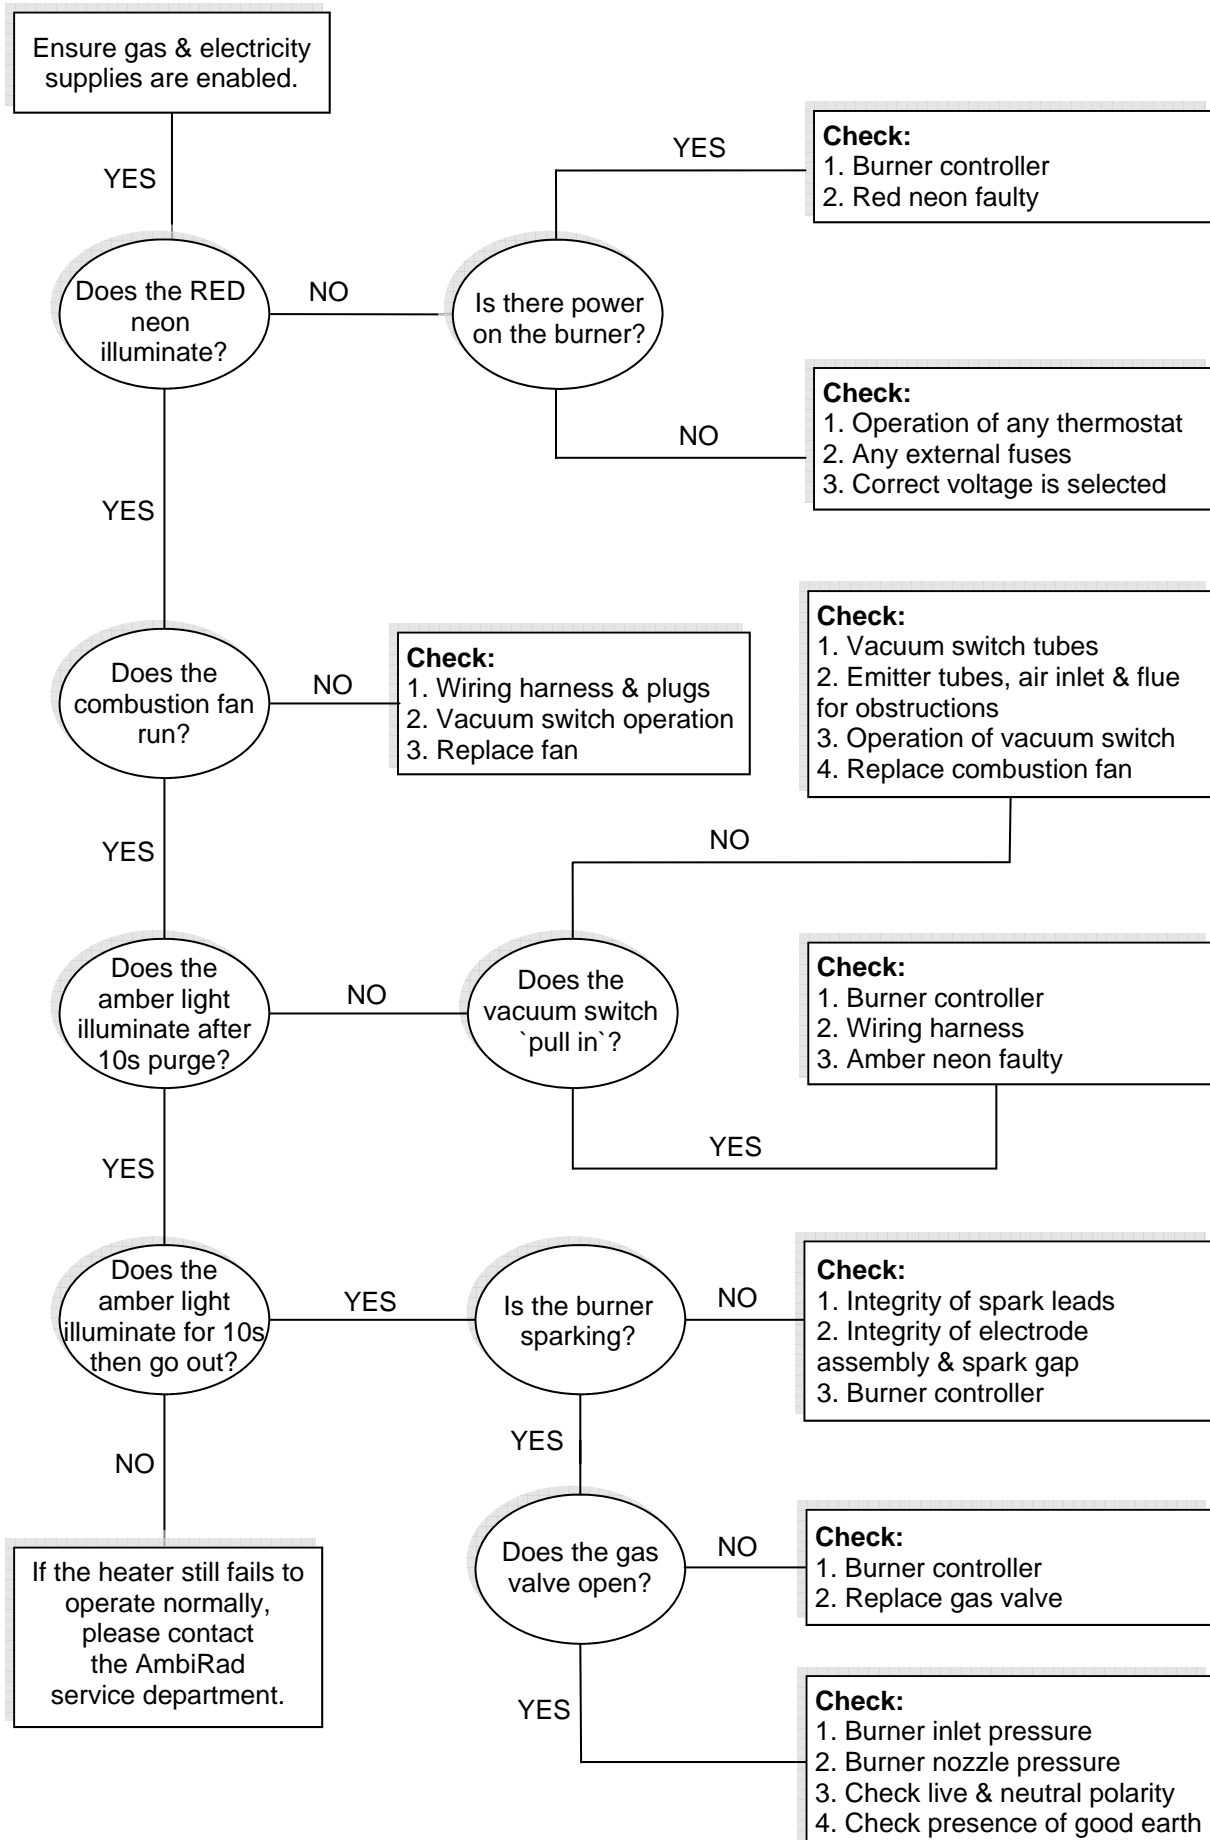 Ensure gas & electricity
supplies are enabled.
YES
Does the RED
neon
illuminate?
NO
Is there power
on the burner?
YES
Check:
1. Burner controller
2. Red neon faulty
NO
Check:
1. Operation of any thermostat
2. Any external fuses
3. Correct voltage is selected
YES
Does the
combustion fan
run?
NO
Check:
1. Wiring harness & plugs
2. Vacuum switch operation
3. Replace fan
YES
Does the
amber light
illuminate after
10s purge?
NO
Does the
vacuum switch
`pull in`?
NO
Check:
1. Vacuum switch tubes
2. Emitter tubes, air inlet & flue
for obstructions
3. Operation of vacuum switch
4. Replace combustion fan
YES
Check:
1. Burner controller
2. Wiring harness
3. Amber neon faulty
YES
Does the
amber light
illuminate for 10s
then go out?
YES
Is the burner
sparking?
NO
Check:
1. Integrity of spark leads
2. Integrity of electrode
assembly & spark gap
3. Burner controller
YES
Does the gas
valve open?
NO
Check:
1. Burner controller
2. Replace gas valve
YES
Check:
1. Burner inlet pressure
2. Burner nozzle pressure
3. Check live & neutral polarity
4. Check presence of good earth
NO
If the heater still fails to
operate normally,
please contact
the AmbiRad
service department.